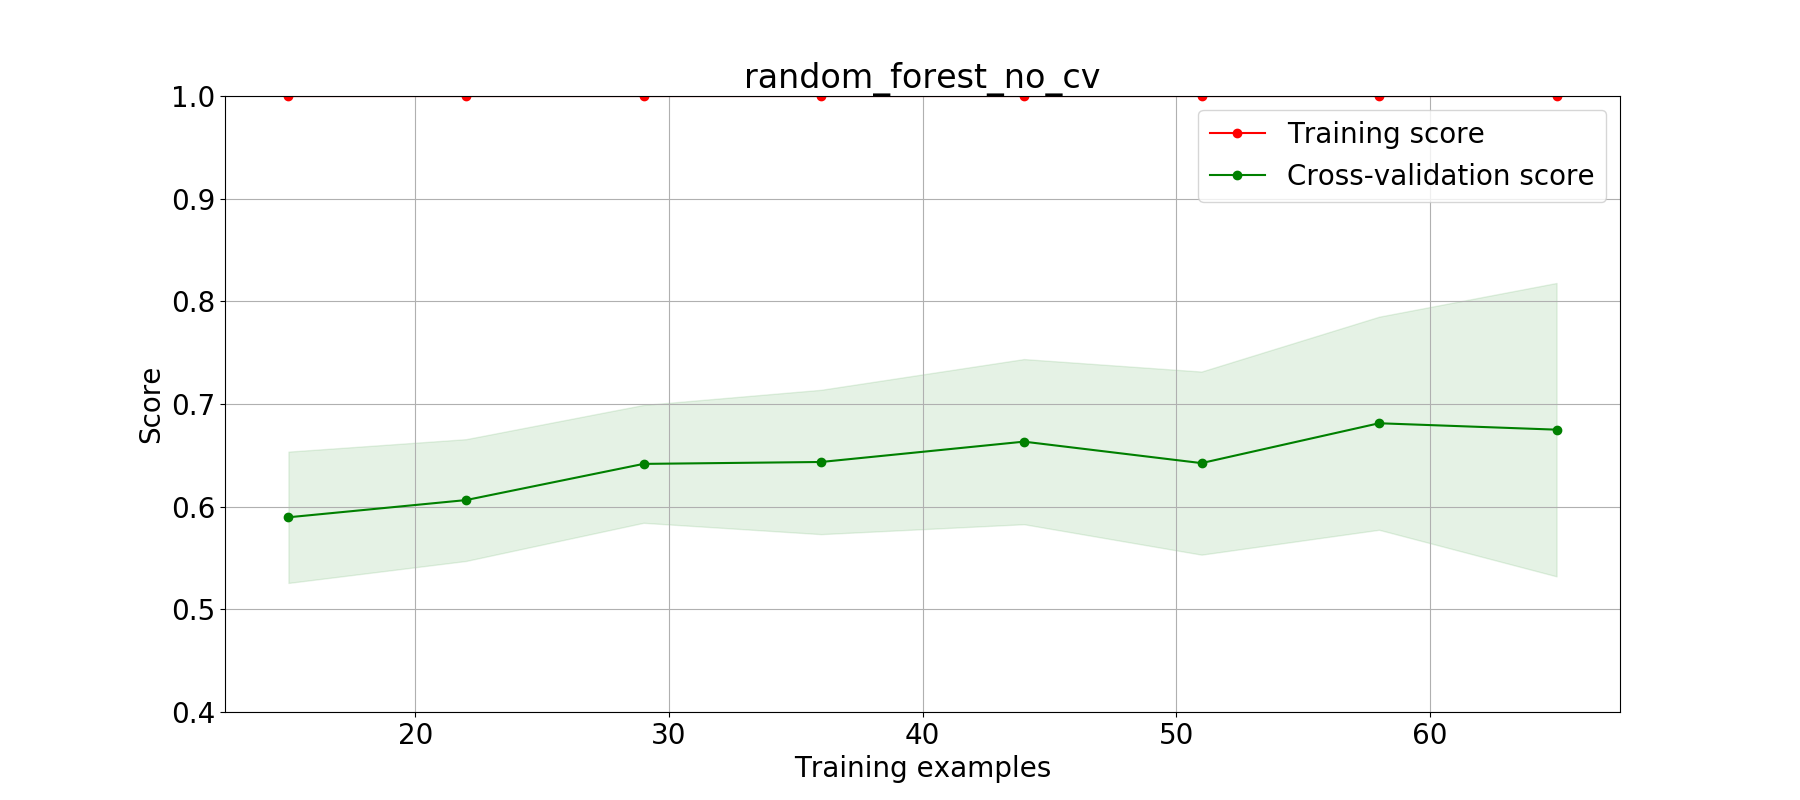 random_forest_no_cv
1.0
0.9
0.8
0.7
0.6
0.5
0.4
Score
Training score
Cross-validation score
20 30 40 50 60
Training examples